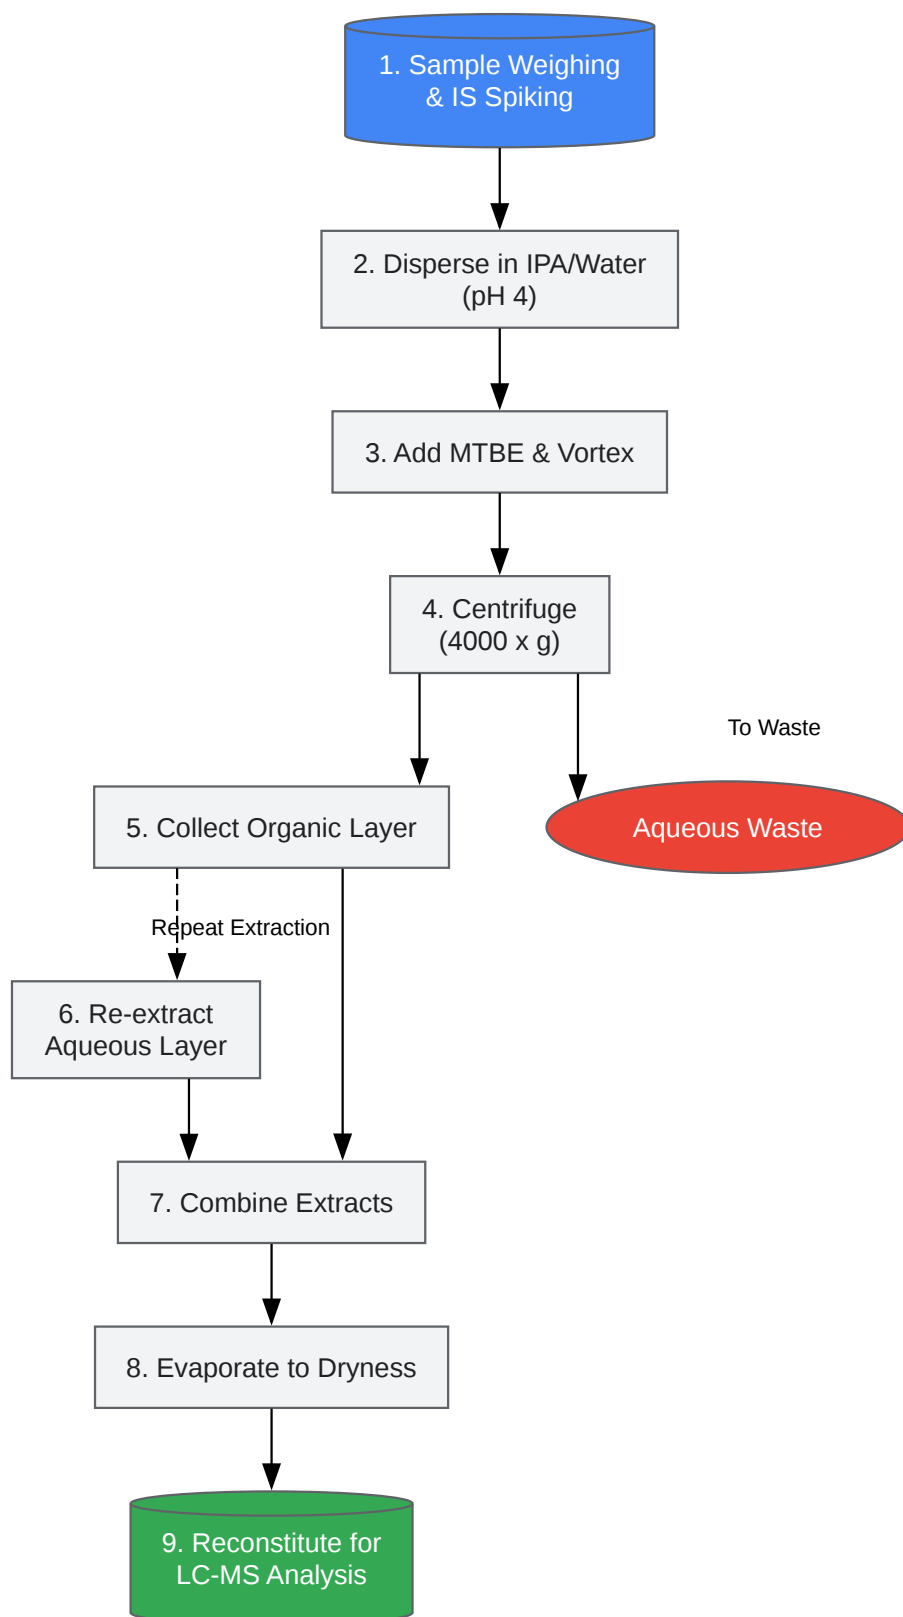 1. Sample Weighing
& IS Spiking
2. Disperse in IPA/Water
(pH 4)
3. Add MTBE & Vortex
4. Centrifuge
(4000 x g)
To Waste
5. Collect Organic Layer
Aqueous Waste
Repeat Extraction
6. Re-extract
Aqueous Layer
7. Combine Extracts
8. Evaporate to Dryness
9. Reconstitute for
LC-MS Analysis